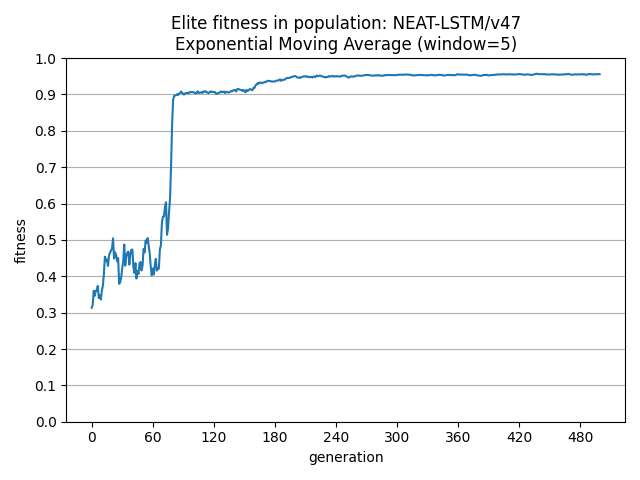 Elite fitness in population: NEAT-LSTM/v47
Exponential Moving Average (window=5)
1.0
0.9
0.8
0.7
0.6
0.5
0.4
0.3
0.2
0.1
0.0
fitness
0 60 120 180 240 300 360 420 480
generation